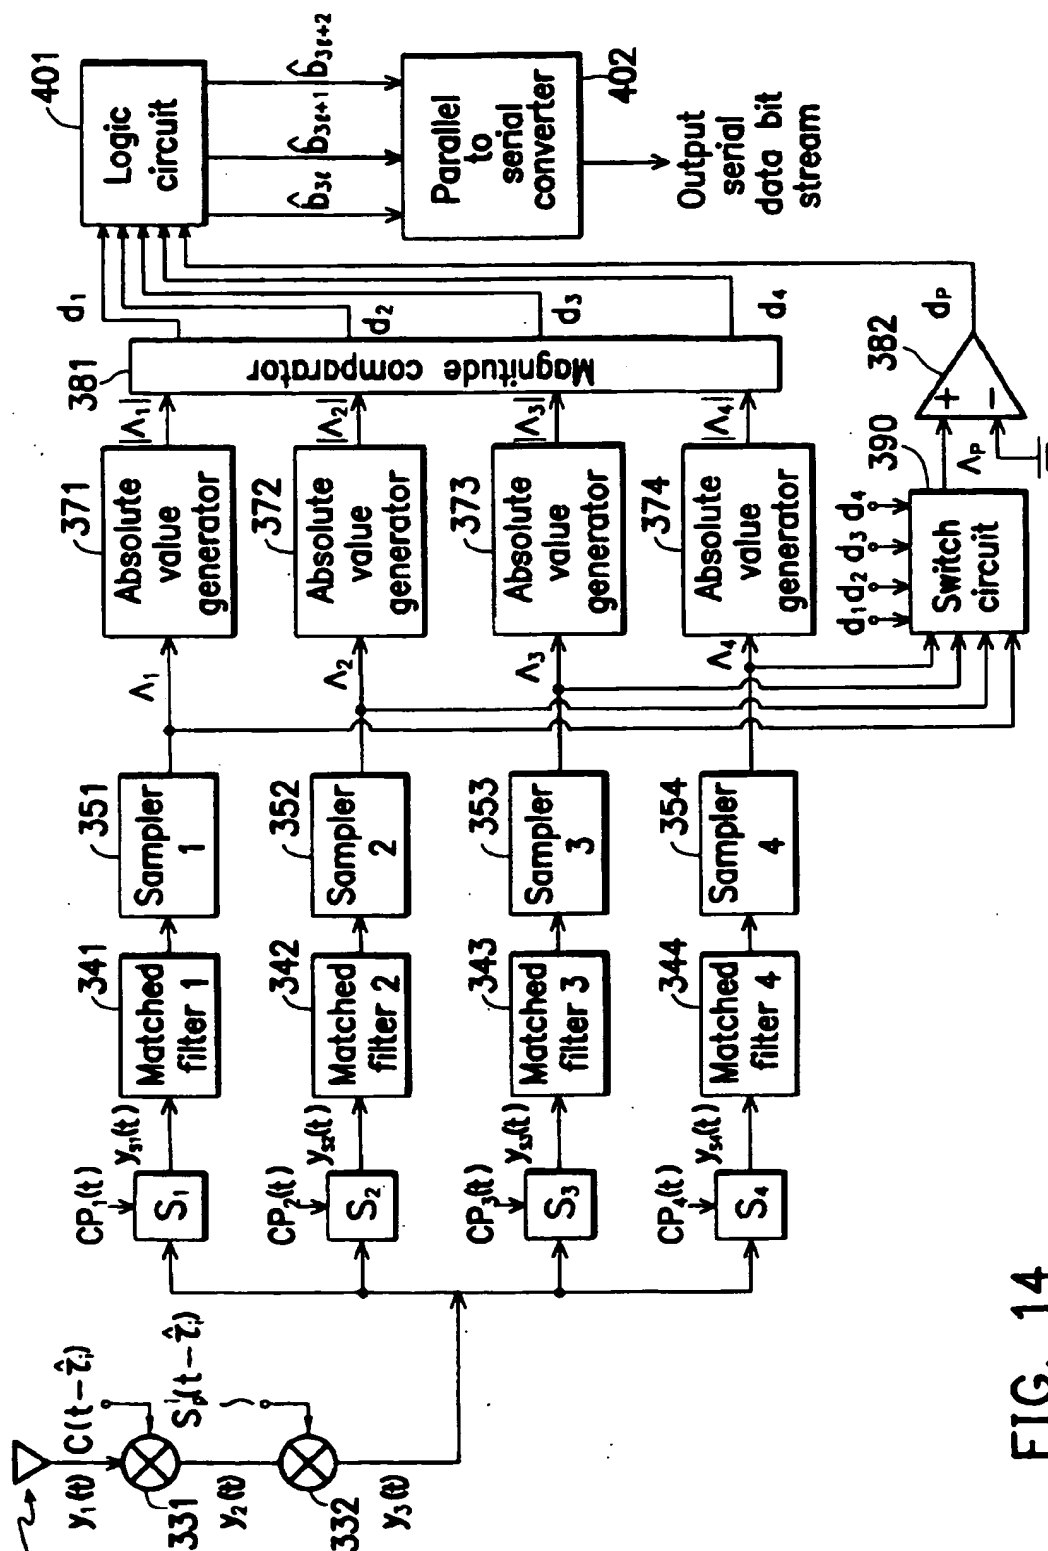 y₁(t)
C(t−τ̂ᵢ)
331
y₂(t)
332
y₃(t)
CP₁(t)
S₁
yS₁(t)
341
Matched
filter 1
351
Sampler
1
Λ₁
371
Absolute
value
generator
|Λ₁|
CP₂(t)
S₂
yS₂(t)
342
Matched
filter 2
352
Sampler
2
Λ₂
372
Absolute
value
generator
|Λ₂|
CP₃(t)
S₃
yS₃(t)
343
Matched
filter 3
353
Sampler
3
Λ₃
373
Absolute
value
generator
|Λ₃|
CP₄(t)
S₄
yS₄(t)
344
Matched
filter 4
354
Sampler
4
Λ₄
374
Absolute
value
generator
|Λ₄|
381
Magnitude comparator
d₁
d₂
d₃
d₄
d₁ d₂ d₃ d₄
390
Switch
circuit
Λₚ
382
+
−
dₚ
401
Logic
circuit
b̂₃ℓ
b̂₃ℓ₊₁
b̂₃ℓ₊₂
402
Parallel
to
serial
converter
Output
serial
data bit
stream
FIG. 14